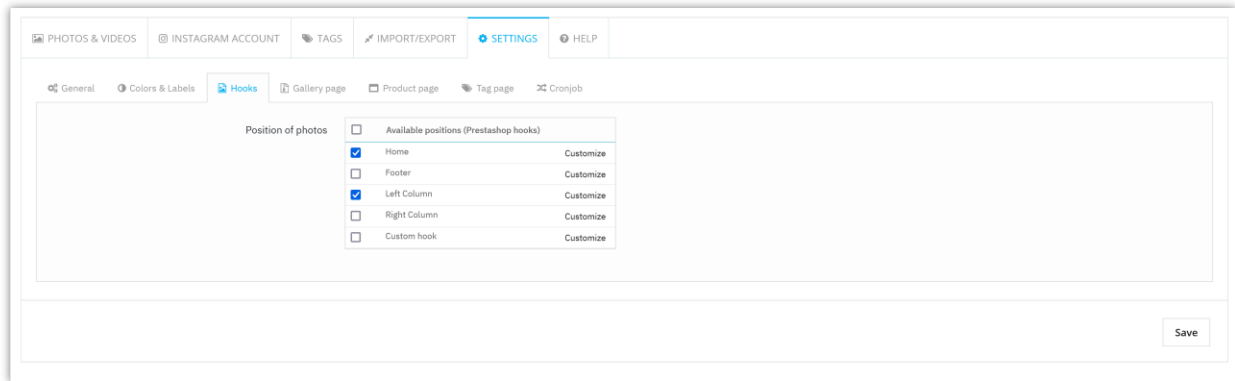 PHOTOS & VIDEOS INSTAGRAM ACCOUNT TAGS IMPORT/EXPORT SETTINGS HELP
General Colors & Labels Hooks Gallery page Product page Tag page Cronjob
Position of photos Available positions (Prestashop hooks)
Home Customize
Footer Customize
Left Column Customize
Right Column Customize
Custom hook Customize
Save